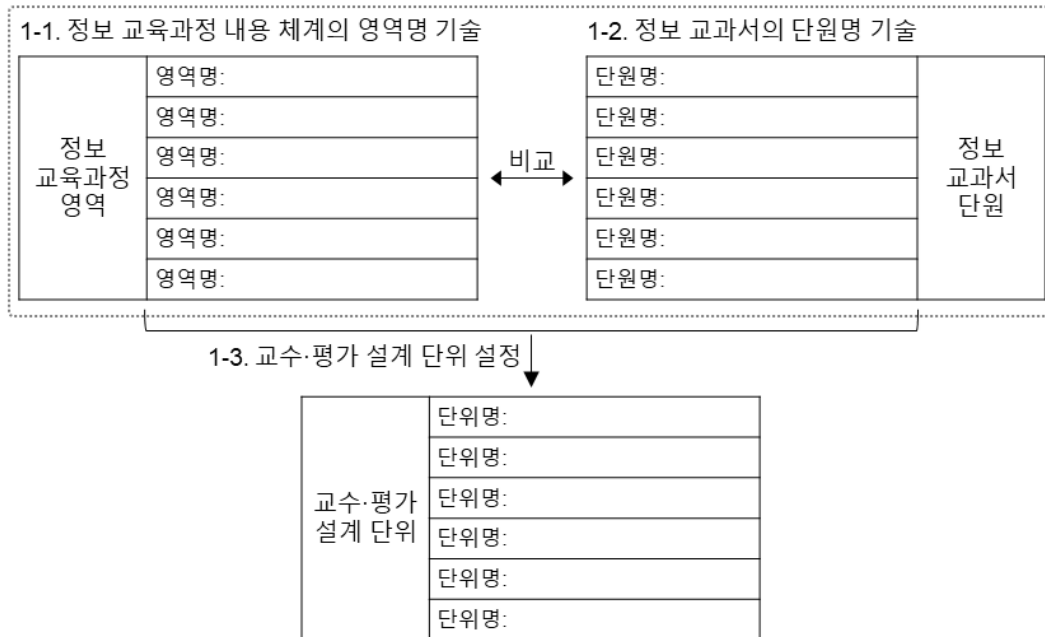 1-1. 정보 교육과정 내용 체계의 영역명 기술
1-2. 정보 교과서의 단원명 기술
정보
교육과정
영역
영역명:
영역명:
영역명:
영역명:
영역명:
영역명:
비교
단원명:
단원명:
단원명:
단원명:
단원명:
단원명:
정보
교과서
단원
1-3. 교수·평가 설계 단위 설정
교수·평가
설계 단위
단위명:
단위명:
단위명:
단위명:
단위명:
단위명: